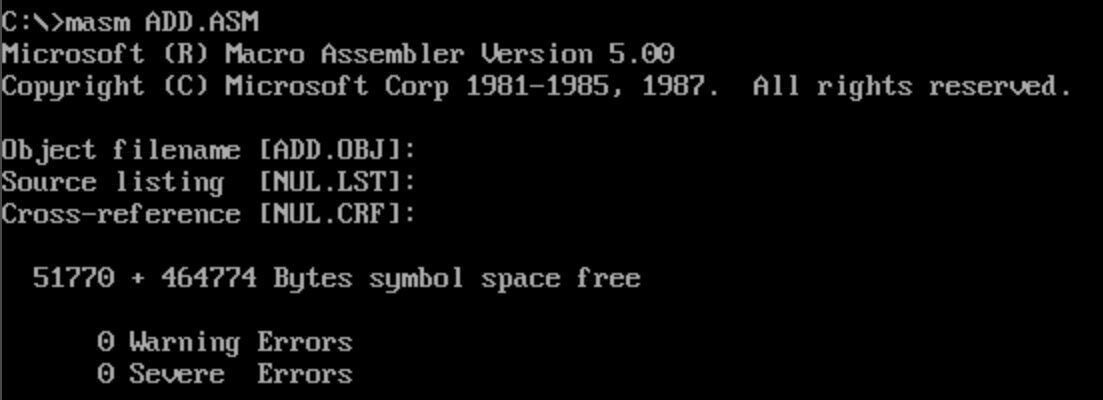 C:\>masm ADD.ASM
Microsoft (R) Macro Assembler Version 5.00
Copyright (C) Microsoft Corp 1981-1985, 1987.  All rights reserved.
Object filename [ADD.OBJ]:
Source listing  [NUL.LST]:
Cross-reference [NUL.CRF]:
51770 + 464774 Bytes symbol space free
0 Warning Errors
0 Severe  Errors